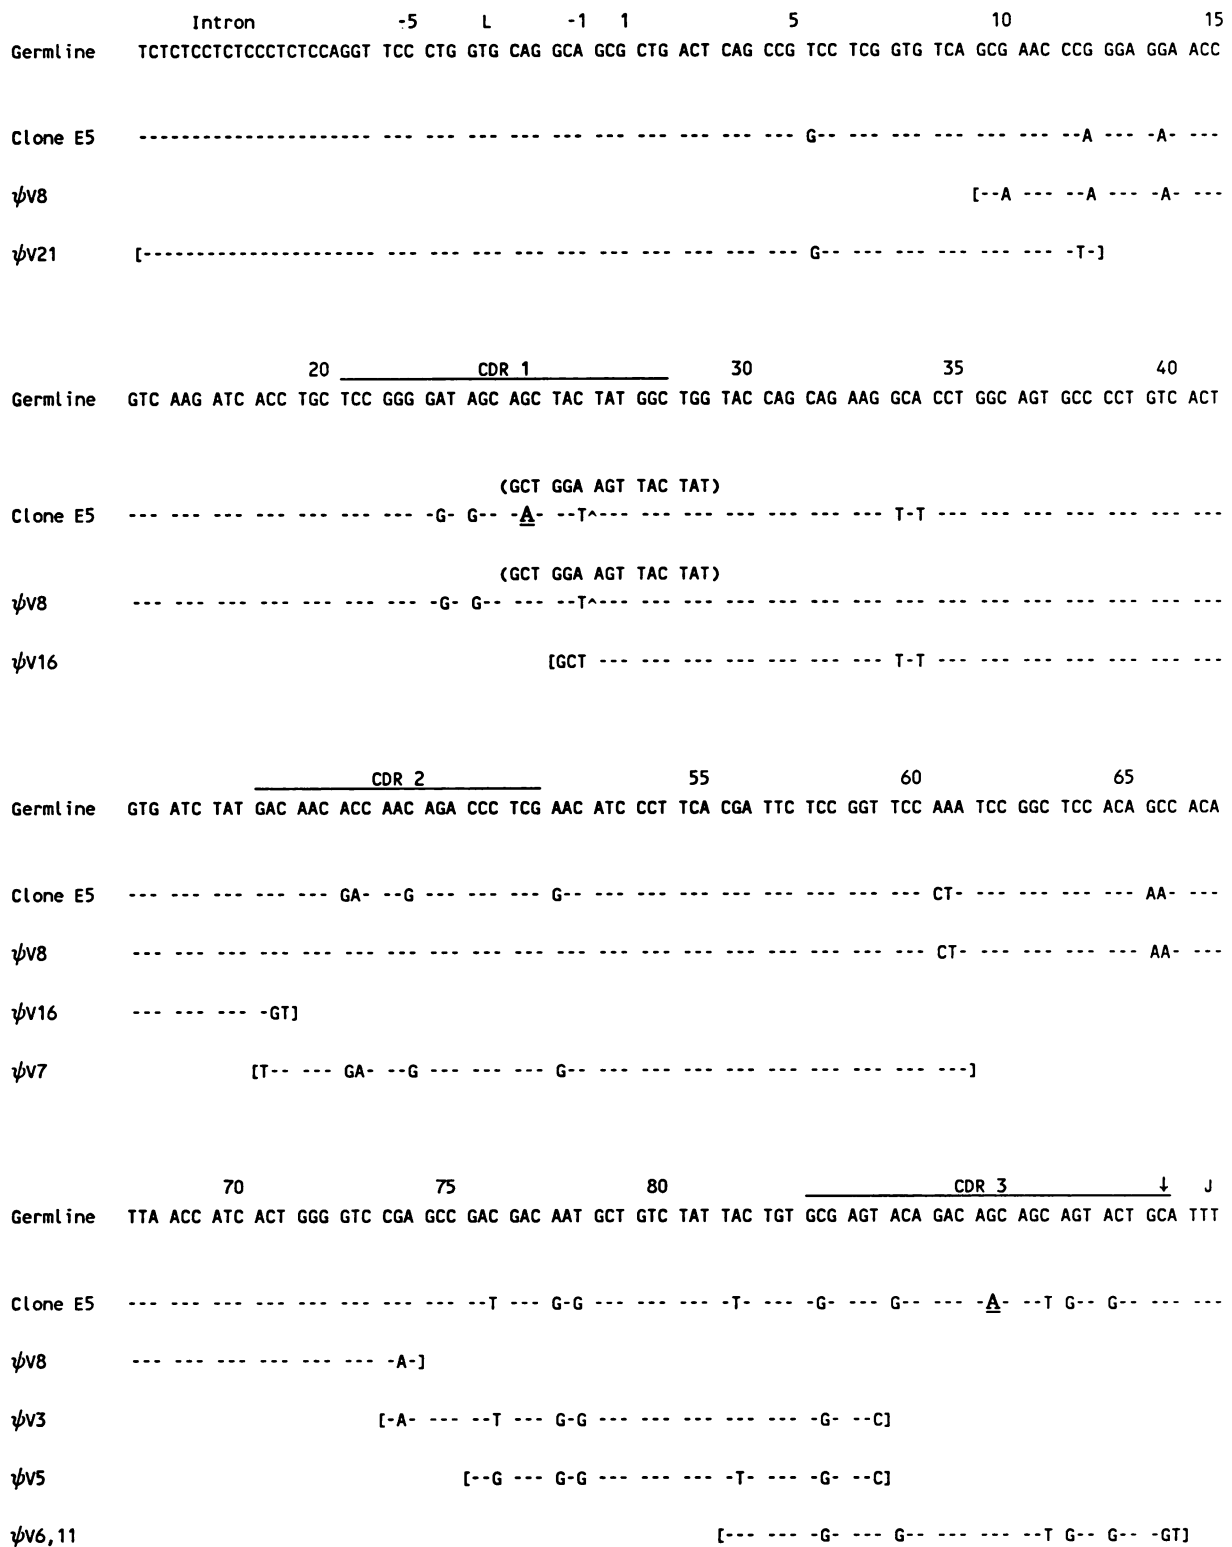 Intron -5 L -1 1 5 10 15
Germline TCTCTCCTCTCCCTCTCCAGGT TCC CTG GTG CAG GCA GCG CTG ACT CAG CCG TCC TCG GTG TCA GCG AAC CCG GGA GGA ACC
Clone E5 ---------------------- --- --- --- --- --- --- --- --- --- --- G-- --- --- --- --- --- --A --- -A- ---
ψV8 [--A --- --A --- -A- ---
ψV21 [---------------------- --- --- --- --- --- --- --- --- --- --- G-- --- --- --- --- --- -T-]
20 CDR 1 30 35 40
Germline GTC AAG ATC ACC TGC TCC GGG GAT AGC AGC TAC TAT GGC TGG TAC CAG CAG AAG GCA CCT GGC AGT GCC CCT GTC ACT
(GCT GGA AGT TAC TAT)
Clone E5 --- --- --- --- --- --- --- -G- G-- -A- --T^--- --- --- --- --- --- --- T-T --- --- --- --- --- --- ---
(GCT GGA AGT TAC TAT)
ψV8 --- --- --- --- --- --- --- -G- G-- --- --T^--- --- --- --- --- --- --- --- --- --- --- --- --- --- ---
ψV16 [GCT --- --- --- --- --- --- --- T-T --- --- --- --- --- --- ---
CDR 2 55 60 65
Germline GTG ATC TAT GAC AAC ACC AAC AGA CCC TCG AAC ATC CCT TCA CGA TTC TCC GGT TCC AAA TCC GGC TCC ACA GCC ACA
Clone E5 --- --- --- --- --- GA- --G --- --- --- G-- --- --- --- --- --- --- --- --- CT- --- --- --- --- AA- ---
ψV8 --- --- --- --- --- --- --- --- --- --- --- --- --- --- --- --- --- --- --- CT- --- --- --- --- AA- ---
ψV16 --- --- --- -GT]
ψV7 [T-- --- GA- --G --- --- --- G-- --- --- --- --- --- --- --- --- ---]
70 75 80 CDR 3 ↓ J
Germline TTA ACC ATC ACT GGG GTC CGA GCC GAC GAC AAT GCT GTC TAT TAC TGT GCG AGT ACA GAC AGC AGC AGT ACT GCA TTT
Clone E5 --- --- --- --- --- --- --- --- --T --- G-G --- --- --- -T- --- -G- --- G-- --- -A- --T G-- G-- --- ---
ψV8 --- --- --- --- --- --- -A-]
ψV3 [-A- --- --T --- G-G --- --- --- --- --- -G- --C]
ψV5 [--G --- G-G --- --- --- -T- --- -G- --C]
ψV6,11 [--- --- -G- --- G-- --- --- --T G-- G-- -GT]